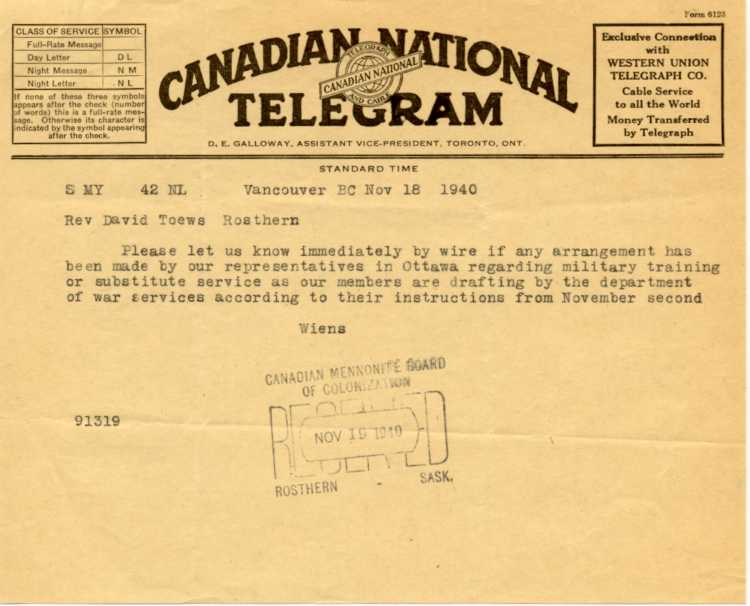 Form 6123
CLASS OF SERVICE SYMBOL
Full-Rate Message
Day Letter D L
Night Message N M
Night Letter N L
If none of these three symbols
appears after the check (number
of words) this is a full-rate mes-
sage. Otherwise its character is
indicated by the symbol appearing
after the check.
CANADIAN NATIONAL
TELEGRAM
TELEGRAPH
CANADIAN NATIONAL
AND CABLE
D. E. GALLOWAY, ASSISTANT VICE-PRESIDENT, TORONTO, ONT.
Exclusive Connection
with
WESTERN UNION
TELEGRAPH CO.
Cable Service
to all the World
Money Transferred
by Telegraph
STANDARD TIME
S MY 42 NL Vancouver BC Nov 18 1940
Rev David Toews Rosthern
Please let us know immediately by wire if any arrangement has
been made by our representatives in Ottawa regarding military training
or substitute service as our members are drafting by the department
of war services according to their instructions from November second
Wiens
CANADIAN MENNONITE BOARD
OF COLONIZATION
RECEIVED
NOV 19 1940
ROSTHERN - SASK.
91319